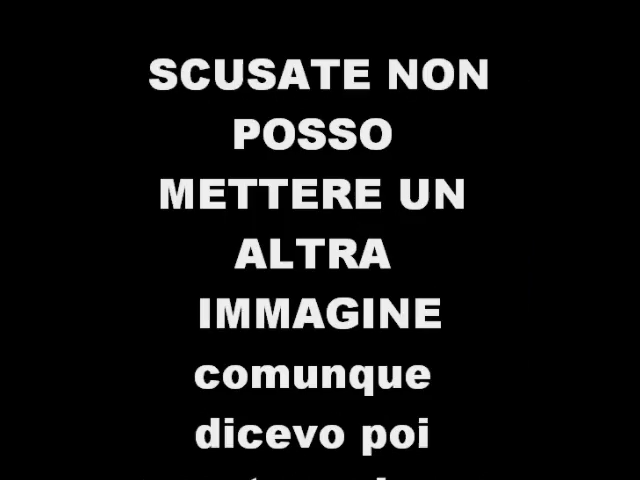 SCUSATE NON
POSSO
METTERE UN
ALTRA
IMMAGINE
comunque
dicevo poi